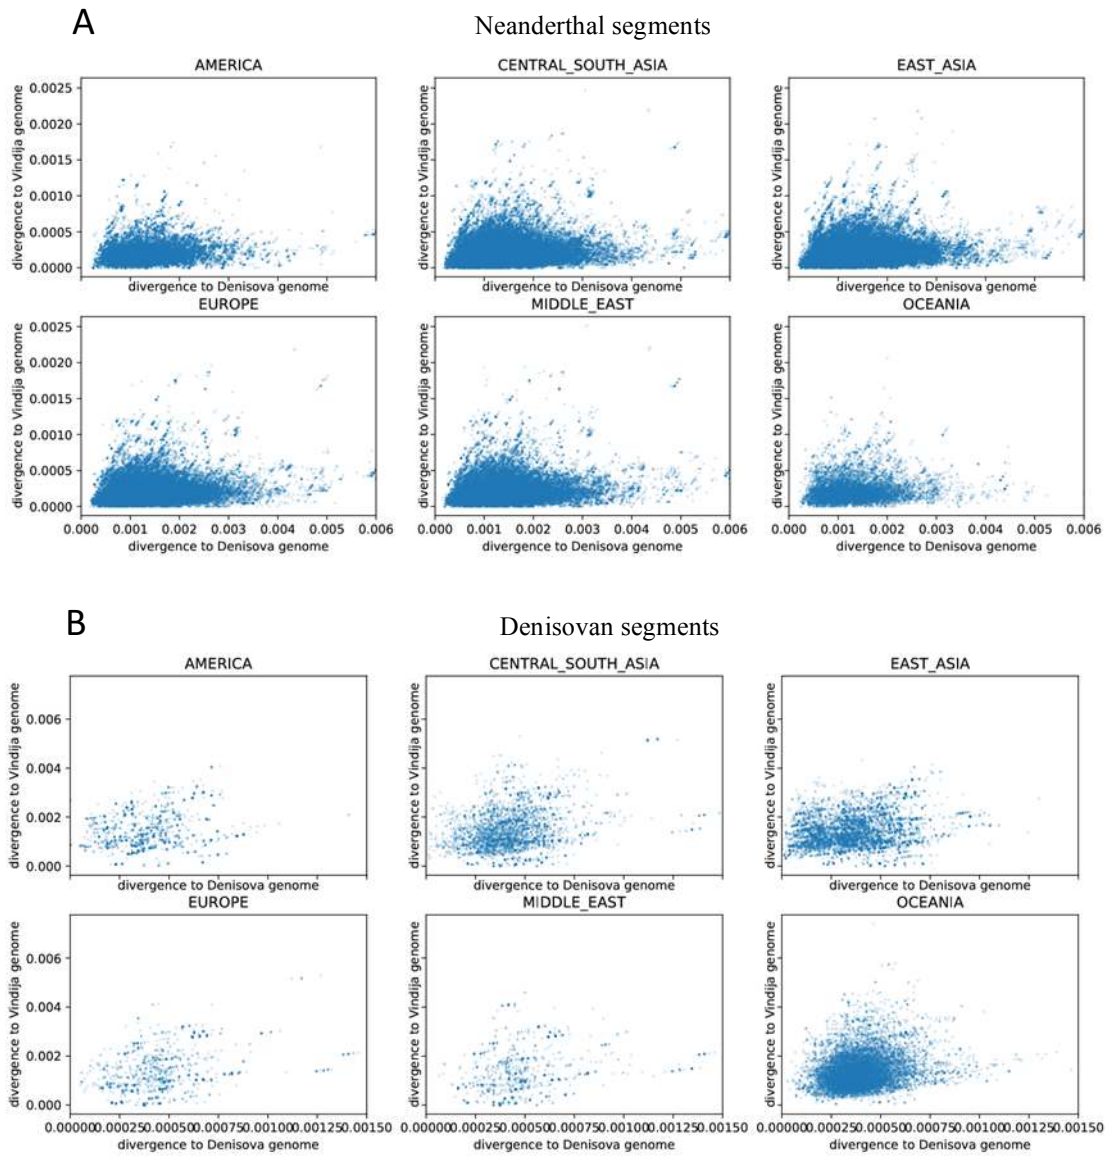 A
Neanderthal segments
AMERICA
CENTRAL_SOUTH_ASIA
EAST_ASIA
divergence to Vindija genome
0.0025
0.0020
0.0015
0.0010
0.0005
0.0000
divergence to Vindija genome
divergence to Vindija genome
divergence to Denisova genome
divergence to Denisova genome
divergence to Denisova genome
EUROPE
MIDDLE_EAST
OCEANIA
divergence to Vindija genome
0.0025
0.0020
0.0015
0.0010
0.0005
0.0000
divergence to Vindija genome
divergence to Vindija genome
0.000 0.001 0.002 0.003 0.004 0.005 0.006
0.000 0.001 0.002 0.003 0.004 0.005 0.006
0.000 0.001 0.002 0.003 0.004 0.005 0.006
divergence to Denisova genome
divergence to Denisova genome
divergence to Denisova genome
B
Denisovan segments
AMERICA
CENTRAL_SOUTH_ASIA
EAST_ASIA
divergence to Vindija genome
0.006
0.004
0.002
0.000
divergence to Vindija genome
divergence to Vindija genome
divergence to Denisova genome
divergence to Denisova genome
divergence to Denisova genome
EUROPE
MIDDLE_EAST
OCEANIA
divergence to Vindija genome
0.006
0.004
0.002
0.000
divergence to Vindija genome
divergence to Vindija genome
0.00000 0.00025 0.00050 0.00075 0.00100 0.00125 0.00150
0.00000 0.00025 0.00050 0.00075 0.00100 0.00125 0.00150
0.00000 0.00025 0.00050 0.00075 0.00100 0.00125 0.00150
divergence to Denisova genome
divergence to Denisova genome
divergence to Denisova genome